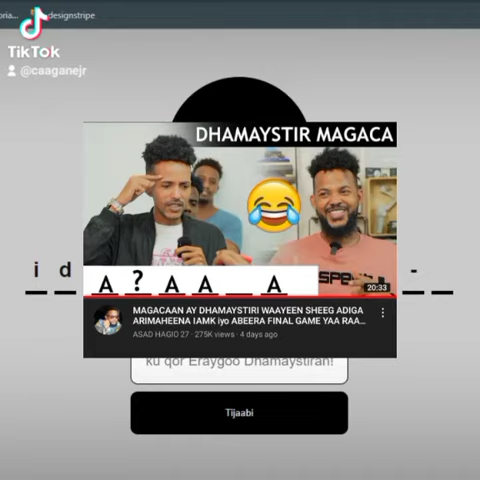 designstripe
TikTok
@caaganejr
DHAMAYSTIR MAGACA
i d
-
A ? A A _ A
20:33
MAGACAAN AY DHAMAYSTIRI WAAYEEN SHEEG ADIGA
ARIMAHEENA IAMK iyo ABEERA FINAL GAME YAA RAA...
ASAD HAGIO 27 · 275K views · 4 days ago
ku qor Eraygoo Dhamaystiran!
Tijaabi